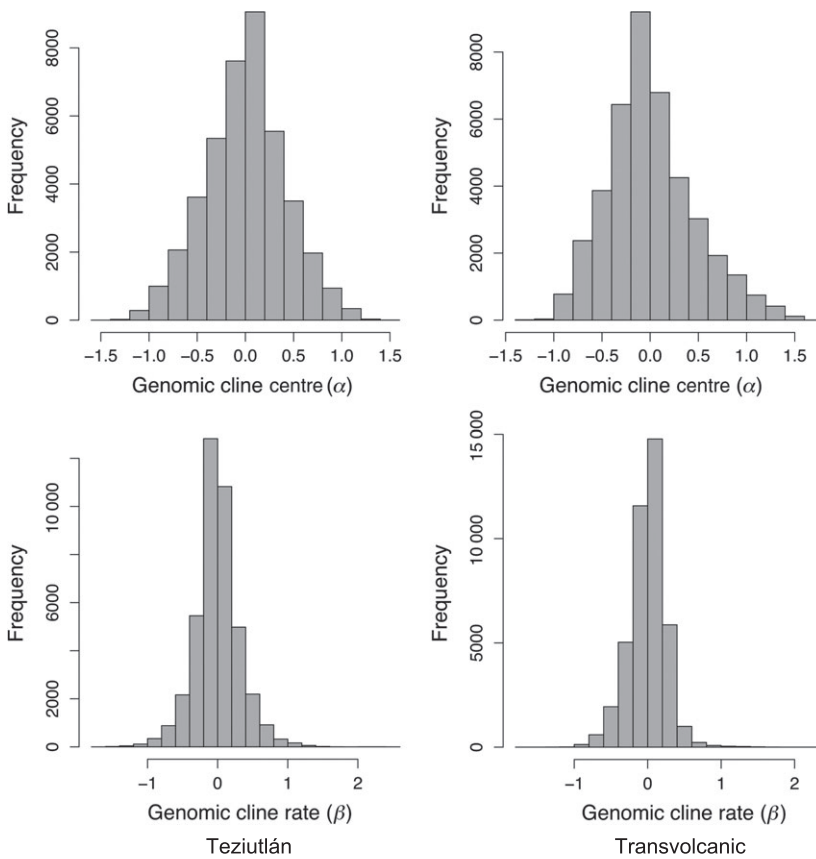 Frequency
8000
6000
4000
2000
0
−1.5 −1.0 −0.5 0.0 0.5 1.0 1.5
Genomic cline centre (α)
Frequency
8000
6000
4000
2000
0
−1.5 −1.0 −0.5 0.0 0.5 1.0 1.5
Genomic cline centre (α)
Frequency
10 000
6000
2000
0
−1 0 1 2
Genomic cline rate (β)
Teziutlán
Frequency
15 000
10 000
5000
0
−1 0 1 2
Genomic cline rate (β)
Transvolcanic